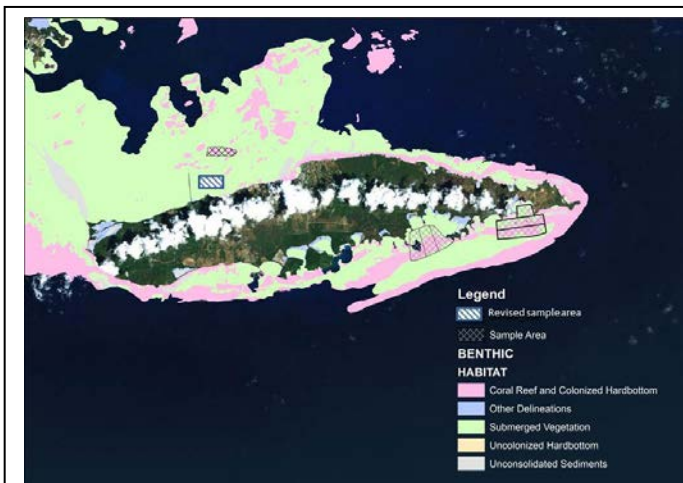 Legend
Revised sample area
Sample Area
BENTHIC
HABITAT
Coral Reef and Colonized Hardbottom
Other Delineations
Submerged Vegetation
Uncolonized Hardbottom
Unconsolidated Sediments